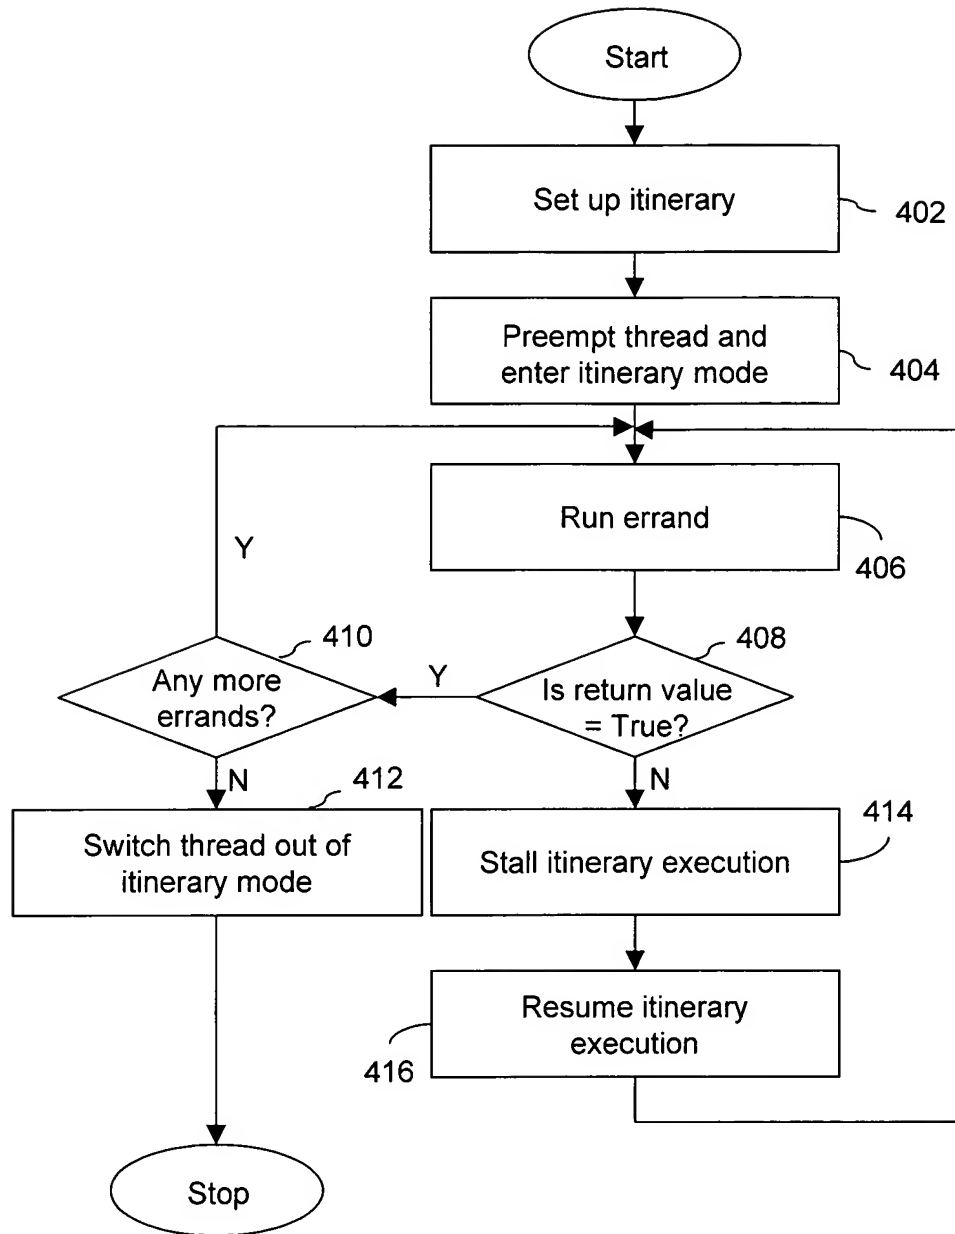 Start
Set up itinerary
402
Preempt thread and
enter itinerary mode
404
Run errand
406
Y
410
408
Any more
errands?
Y
Is return value
= True?
N
412
N
414
Switch thread out of
itinerary mode
Stall itinerary execution
Resume itinerary
execution
416
Stop